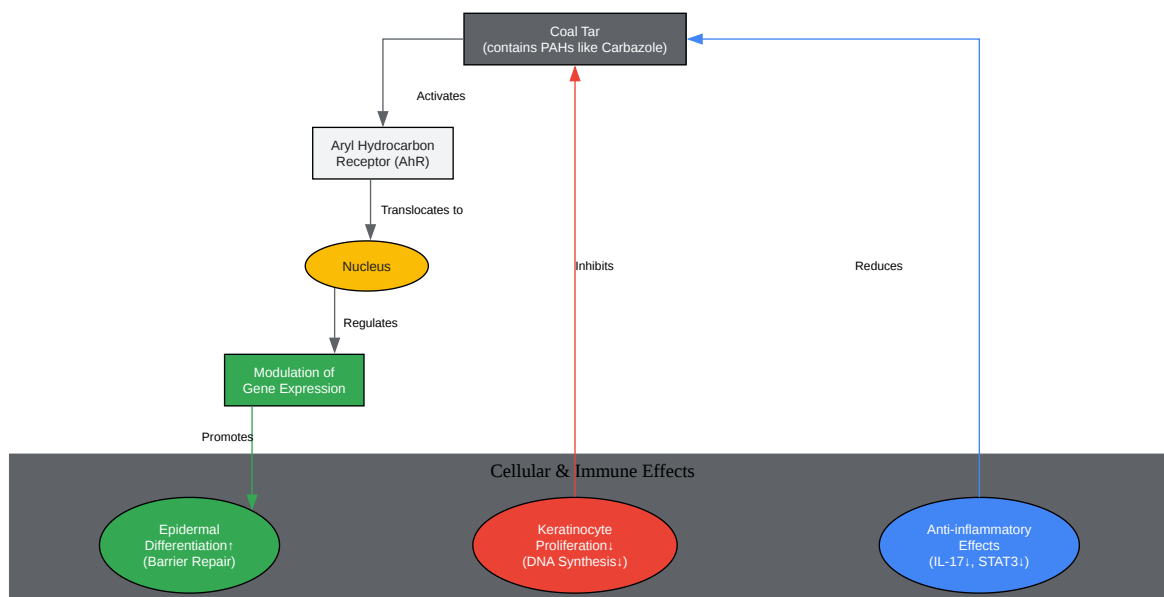 Coal Tar
(contains PAHs like Carbazole)
Activates
Aryl Hydrocarbon
Receptor (AhR)
Translocates to
Nucleus
Inhibits
Reduces
Regulates
Modulation of
Gene Expression
Promotes
Cellular & Immune Effects
Epidermal
Differentiation↑
(Barrier Repair)
Keratinocyte
Proliferation↓
(DNA Synthesis↓)
Anti-inflammatory
Effects
(IL-17↓, STAT3↓)